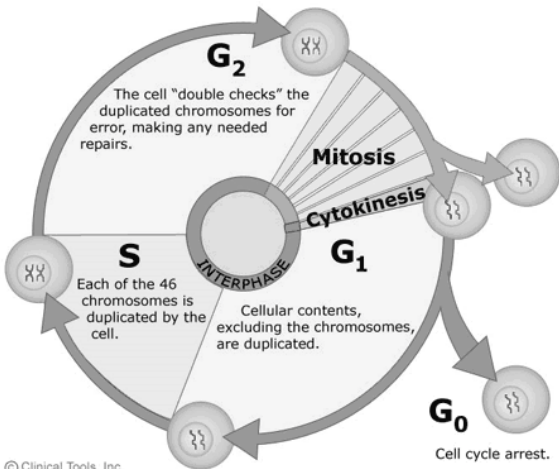 G2
The cell "double checks" the
duplicated chromosomes for
error, making any needed
repairs.
Mitosis
Cytokinesis
INTERPHASE
S
Each of the 46
chromosomes is
duplicated by the
cell.
G1
Cellular contents,
excluding the chromosomes,
are duplicated.
G0
Cell cycle arrest.
© Clinical Tools, Inc.